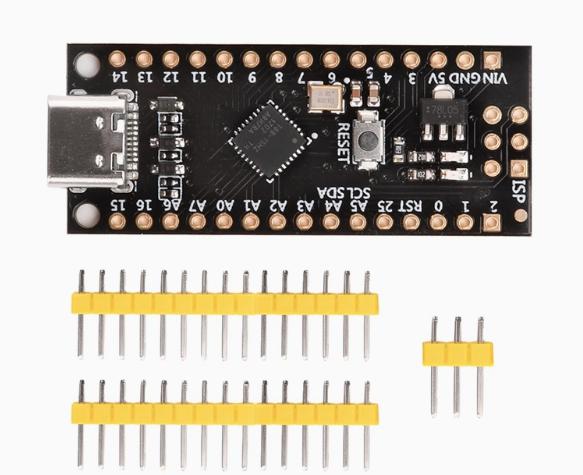 14 13 12 11 10 9 8 7 6 5 4 3 5V GND VIN
78L05
RESET
SCL SDA
ISP
15 16 A6 A7 A0 A1 A2 A3 A4 A5 25 RST 0 1 2